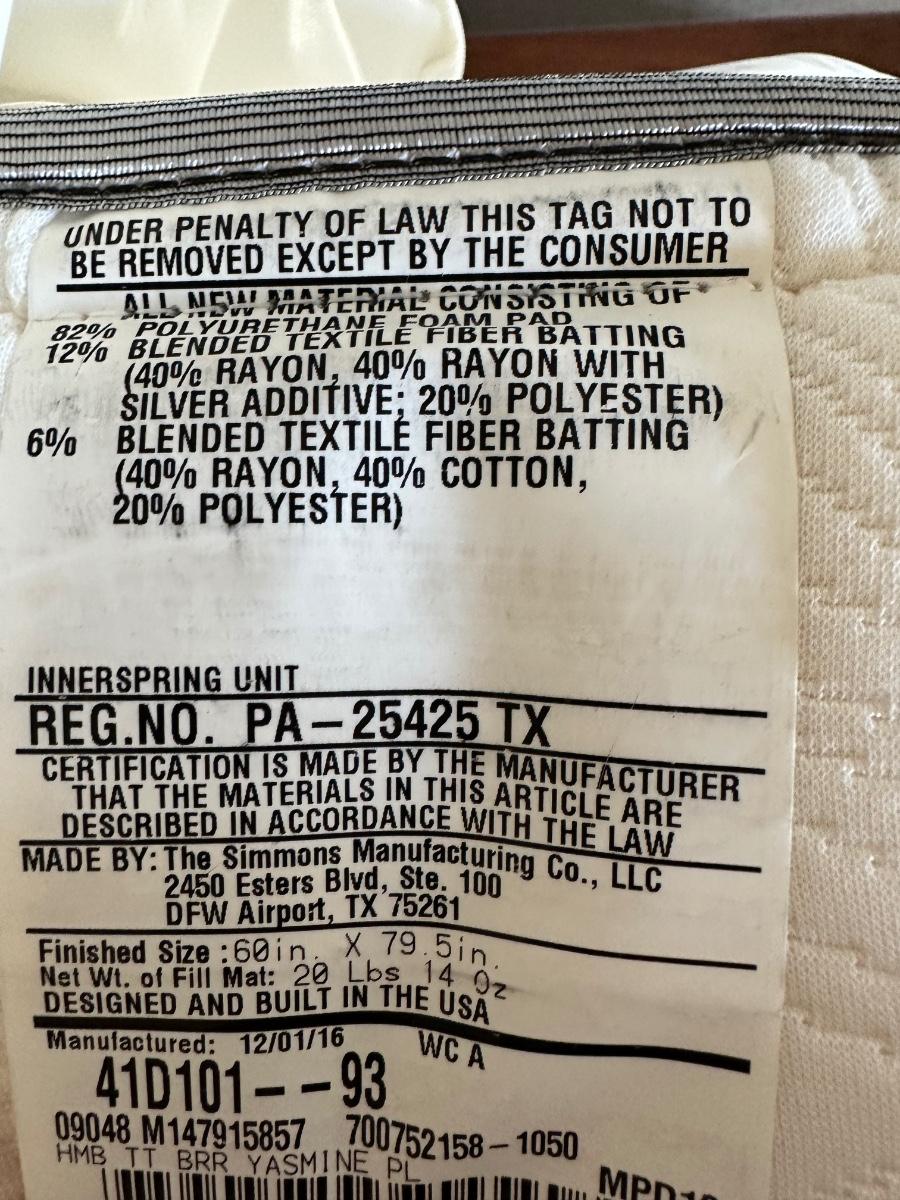 UNDER PENALTY OF LAW THIS TAG NOT TO
BE REMOVED EXCEPT BY THE CONSUMER
ALL NEW MATERIAL CONSISTING OF
82% POLYURETHANE FOAM PAD
12% BLENDED TEXTILE FIBER BATTING
(40% RAYON, 40% RAYON WITH
SILVER ADDITIVE; 20% POLYESTER)
6% BLENDED TEXTILE FIBER BATTING
(40% RAYON, 40% COTTON,
20% POLYESTER)
INNERSPRING UNIT
REG.NO. PA-25425 TX
CERTIFICATION IS MADE BY THE MANUFACTURER
THAT THE MATERIALS IN THIS ARTICLE ARE
DESCRIBED IN ACCORDANCE WITH THE LAW
MADE BY: The Simmons Manufacturing Co., LLC
2450 Esters Blvd, Ste. 100
DFW Airport, TX 75261
Finished Size :60in. X 79.5in.
Net Wt. of Fill Mat: 20 Lbs 14 Oz
DESIGNED AND BUILT IN THE USA
Manufactured: 12/01/16 WC A
41D101--93
09048 M147915857 700752158-1050
HMB TT BRR YASMINE PL